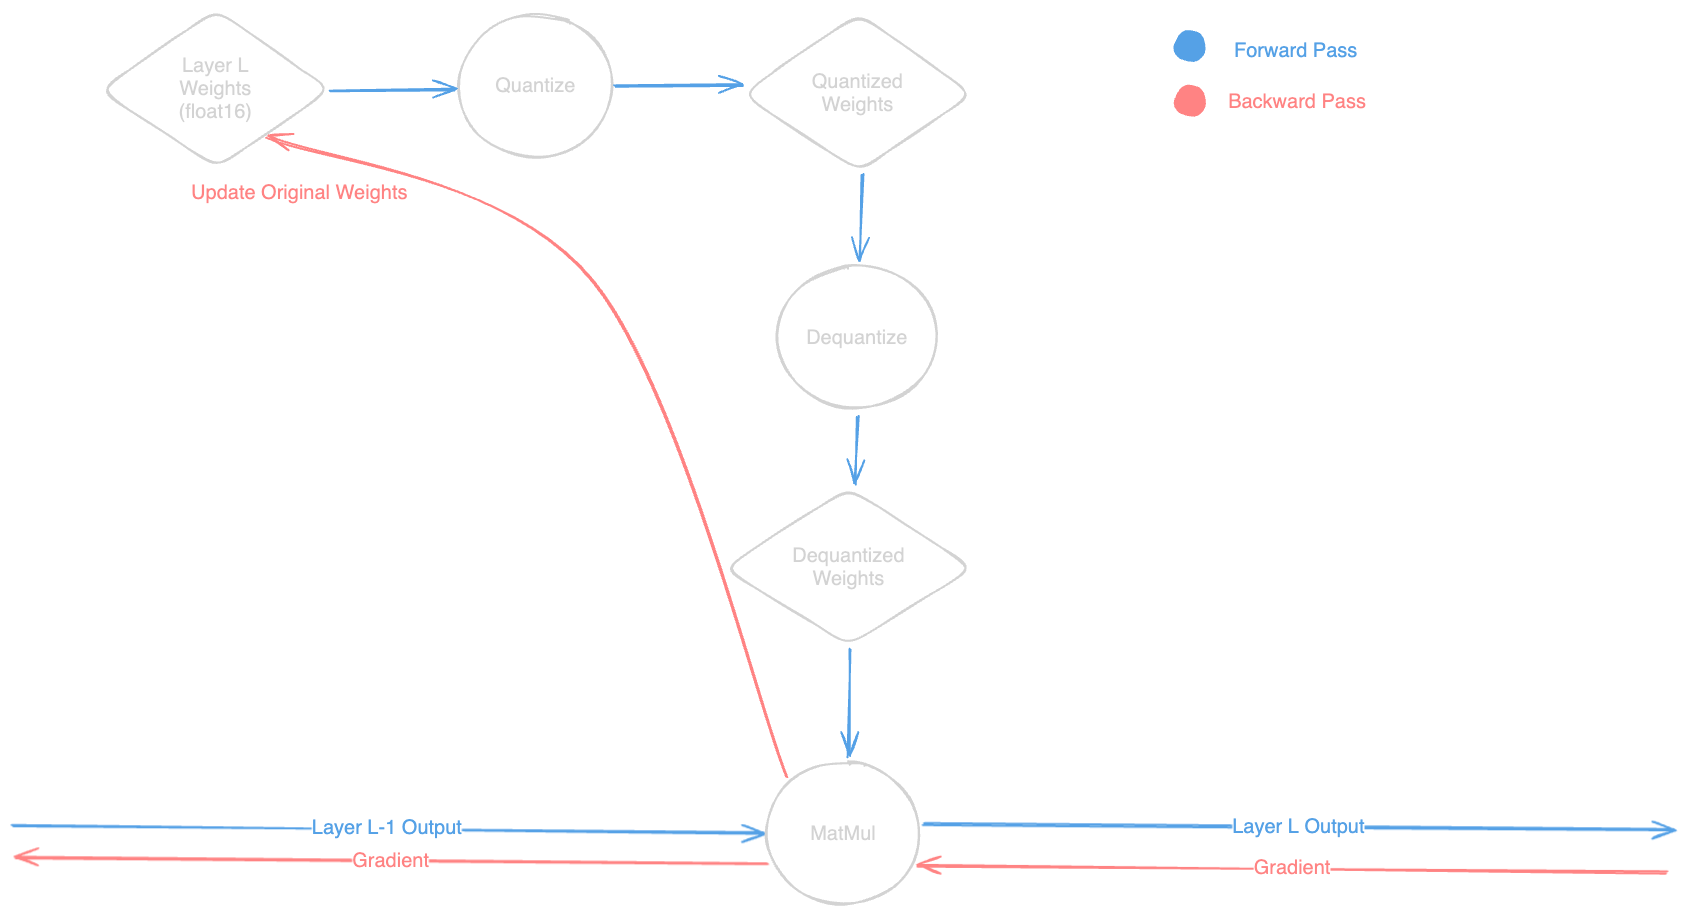 Layer L
Weights
(float16)
Quantize
Quantized
Weights
Forward Pass
Backward Pass
Update Original Weights
Dequantize
Dequantized
Weights
Layer L-1 Output
MatMul
Layer L Output
Gradient
Gradient